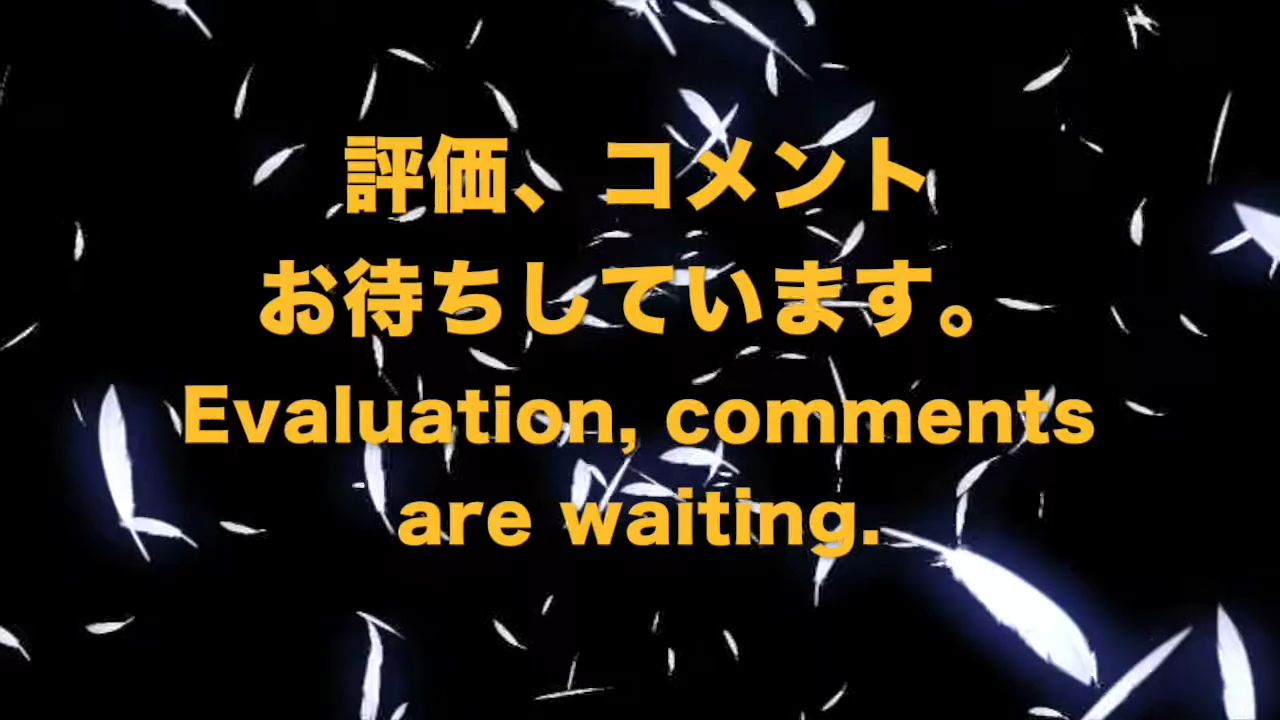 評価、コメント
お待ちしています。
Evaluation, comments
are waiting.